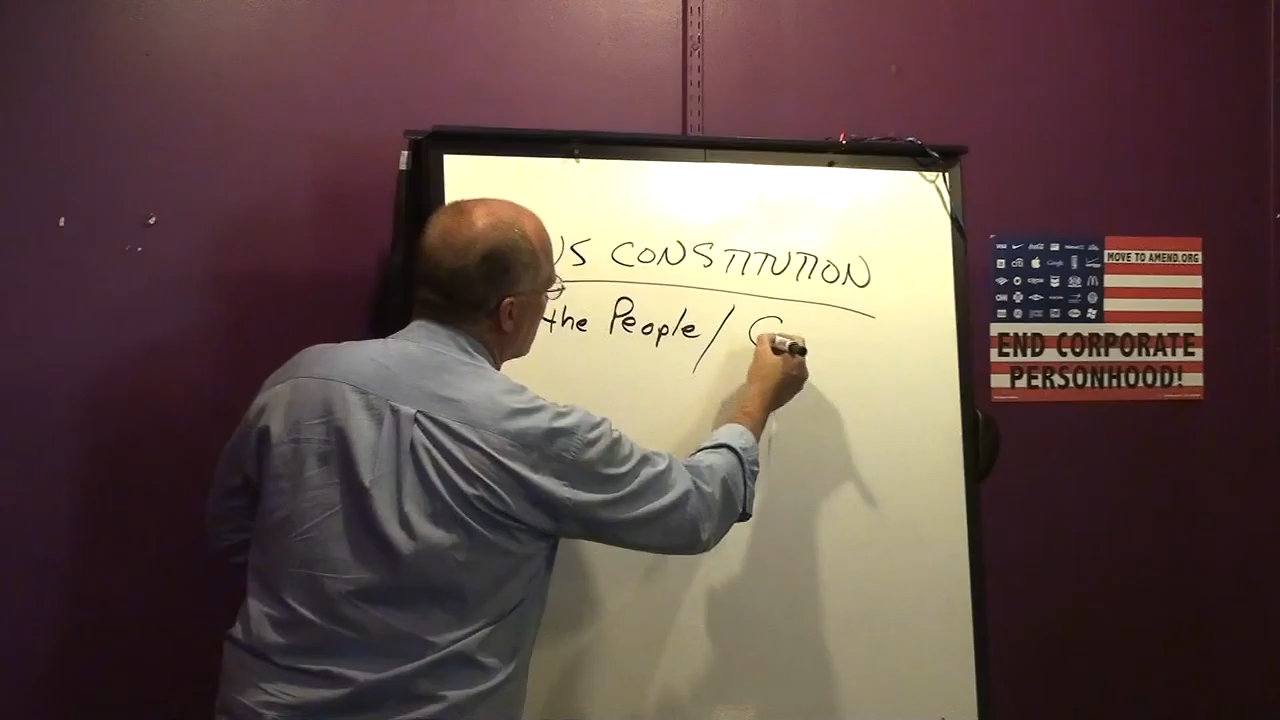 US CONSTITUTION
the People / C
MOVE TO AMEND.ORG
END CORPORATE
PERSONHOOD!